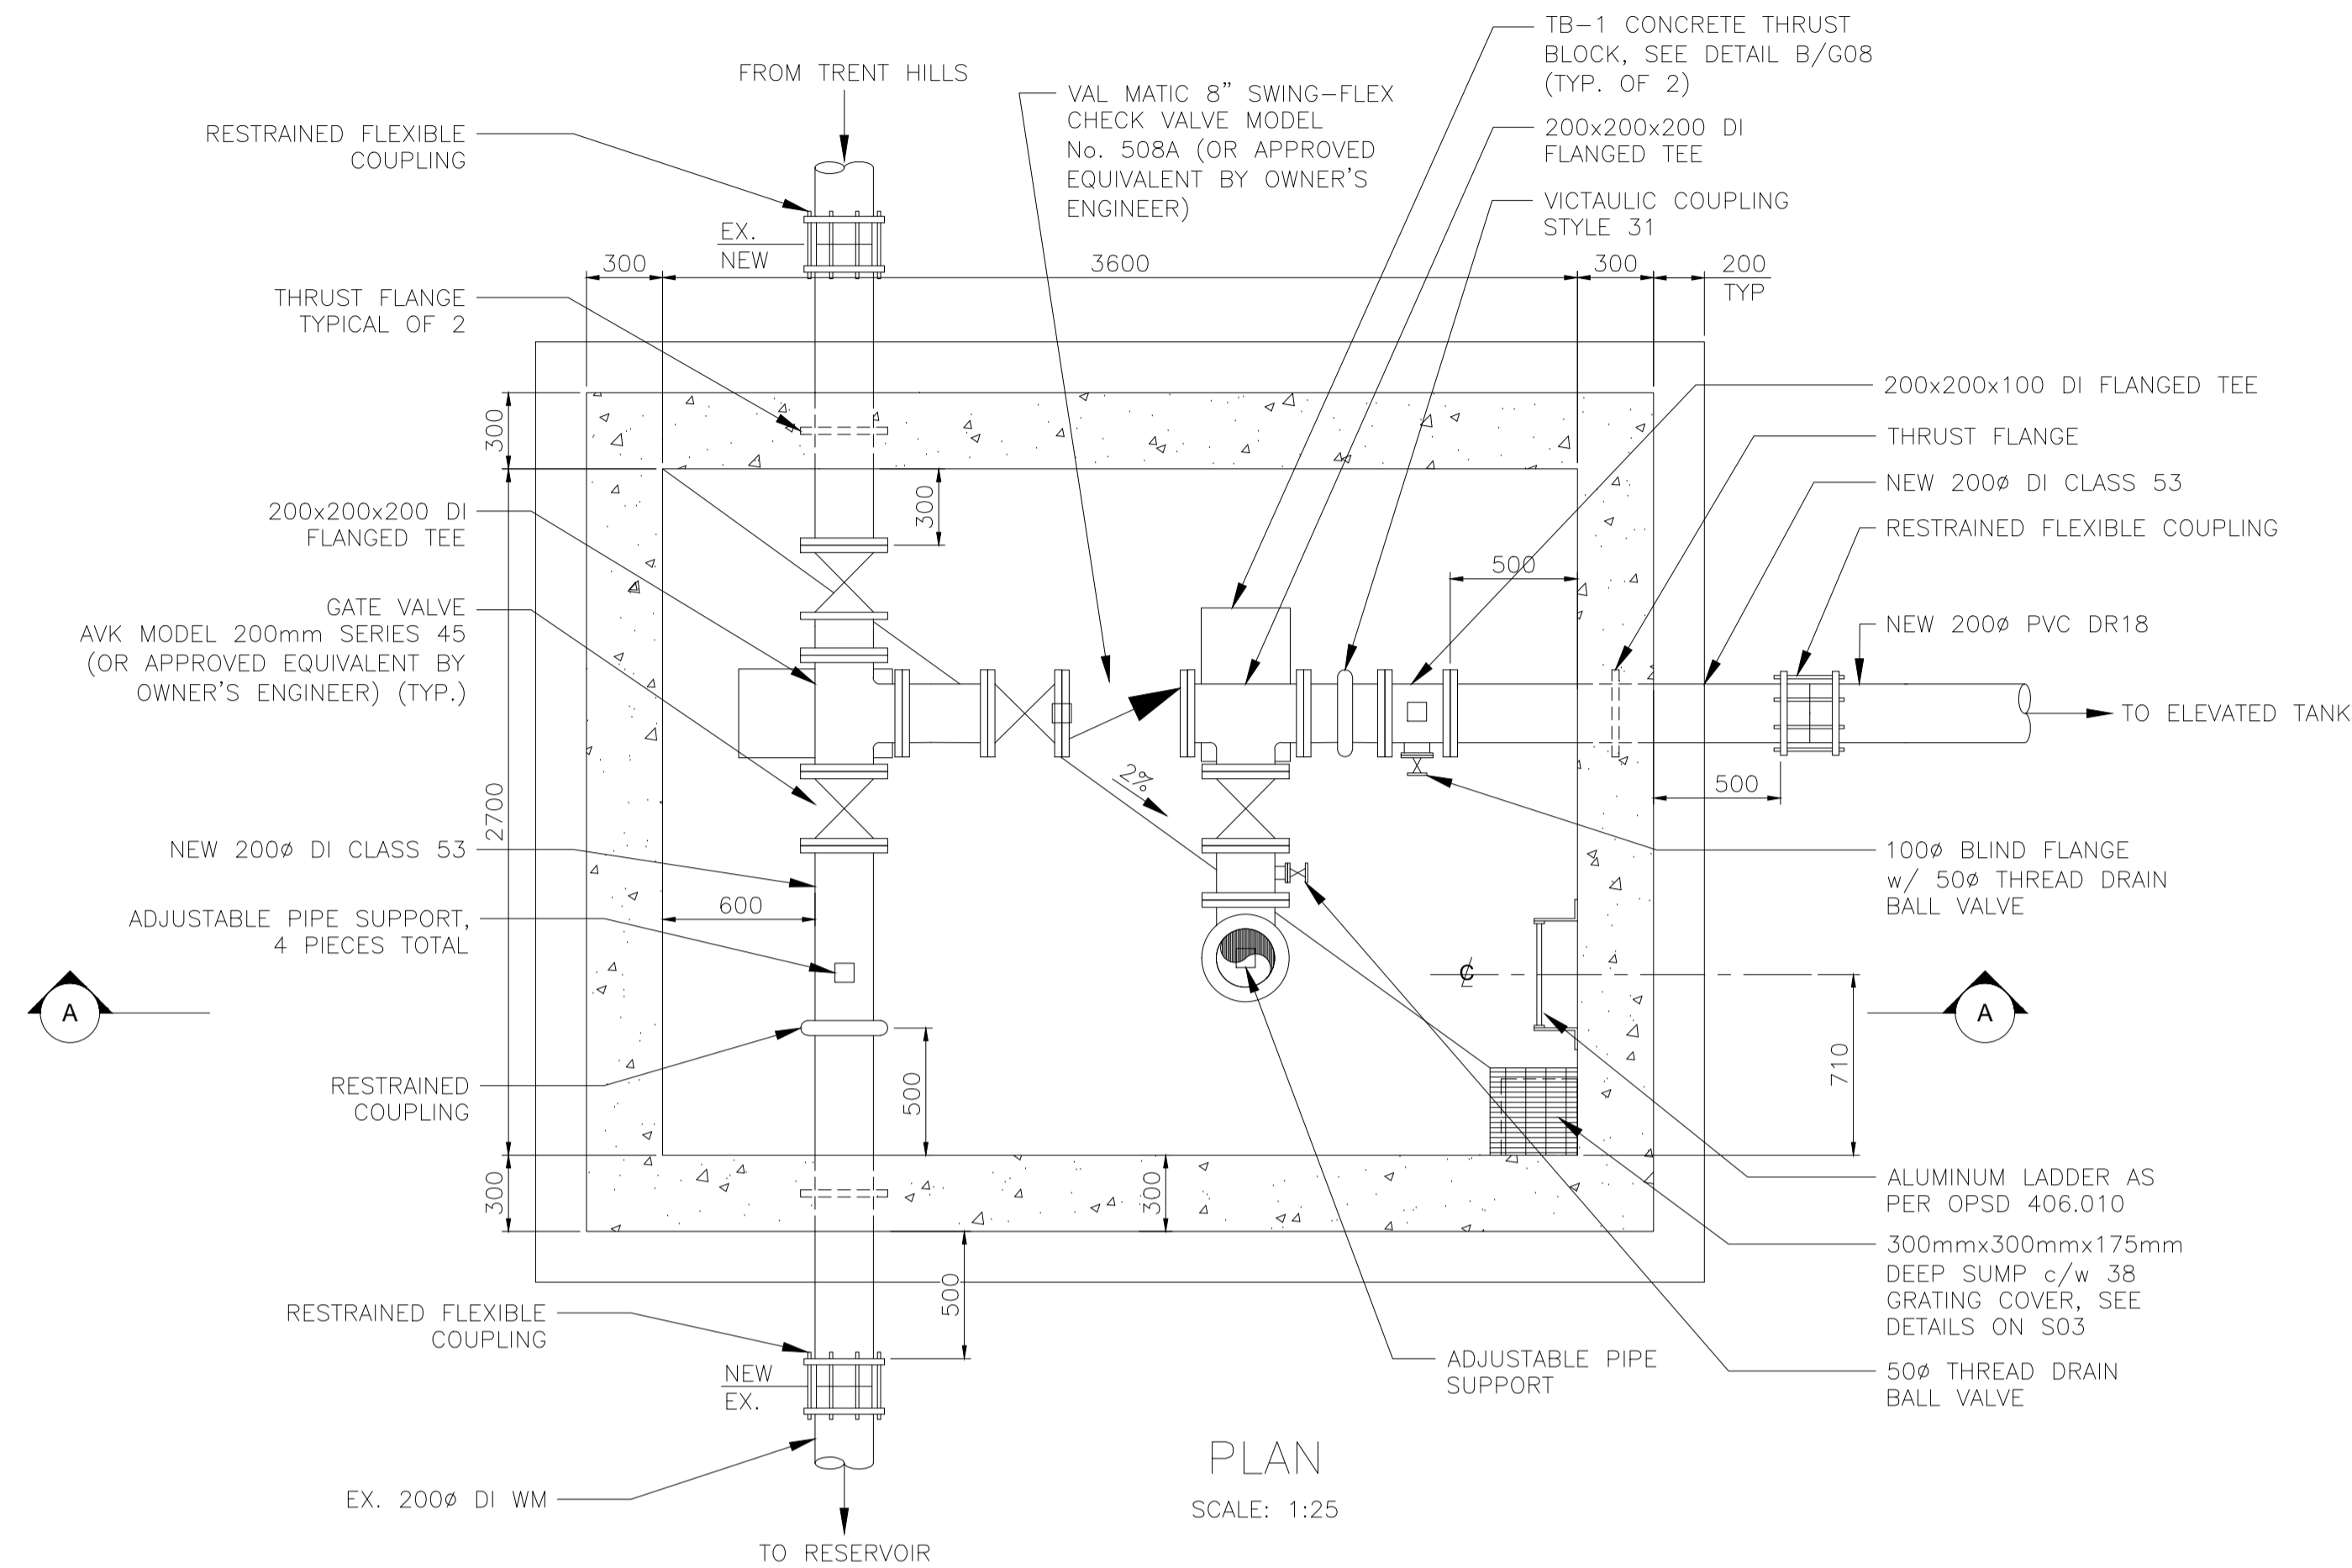 FROM TRENT HILLS
TB-1 CONCRETE THRUST
BLOCK, SEE DETAIL B/G08
(TYP. OF 2)
VAL MATIC 8" SWING-FLEX
CHECK VALVE MODEL
No. 508A (OR APPROVED
EQUIVALENT BY OWNER'S
ENGINEER)
200x200x200 DI
FLANGED TEE
VICTAULIC COUPLING
STYLE 31
RESTRAINED FLEXIBLE
COUPLING
EX.
NEW
300
3600
300
200
TYP
THRUST FLANGE
TYPICAL OF 2
200x200x100 DI FLANGED TEE
THRUST FLANGE
NEW 200ø DI CLASS 53
RESTRAINED FLEXIBLE COUPLING
NEW 200ø PVC DR18
TO ELEVATED TANK
300
300
500
500
200x200x200 DI
FLANGED TEE
GATE VALVE
AVK MODEL 200mm SERIES 45
(OR APPROVED EQUIVALENT BY
OWNER'S ENGINEER) (TYP.)
2700
2%
NEW 200ø DI CLASS 53
600
ADJUSTABLE PIPE SUPPORT,
4 PIECES TOTAL
100ø BLIND FLANGE
w/ 50ø THREAD DRAIN
BALL VALVE
A
℄
A
710
RESTRAINED
COUPLING
500
300
300
ALUMINUM LADDER AS
PER OPSD 406.010
300mmx300mmx175mm
DEEP SUMP c/w 38
GRATING COVER, SEE
DETAILS ON S03
500
RESTRAINED FLEXIBLE
COUPLING
NEW
EX.
ADJUSTABLE PIPE
SUPPORT
50ø THREAD DRAIN
BALL VALVE
EX. 200ø DI WM
TO RESERVOIR
PLAN
SCALE: 1:25